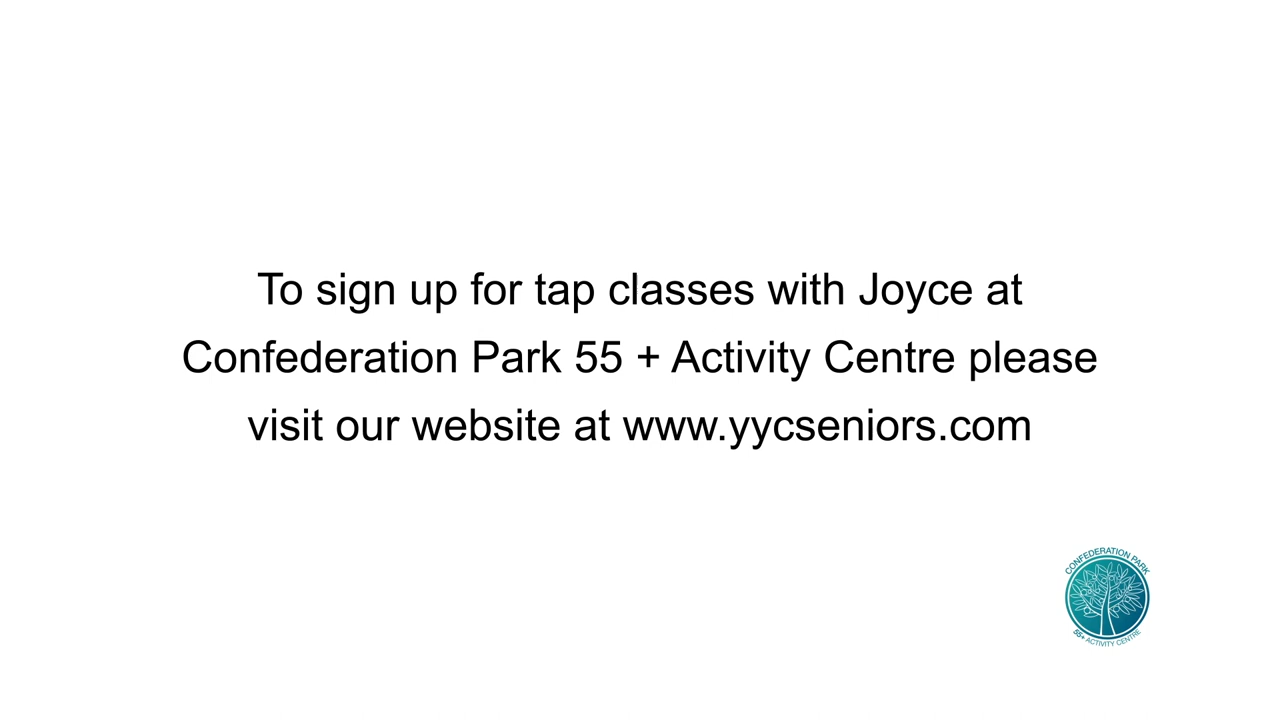 To sign up for tap classes with Joyce at
Confederation Park 55 + Activity Centre please
visit our website at www.yycseniors.com
CONFEDERATION PARK
55+ ACTIVITY CENTRE